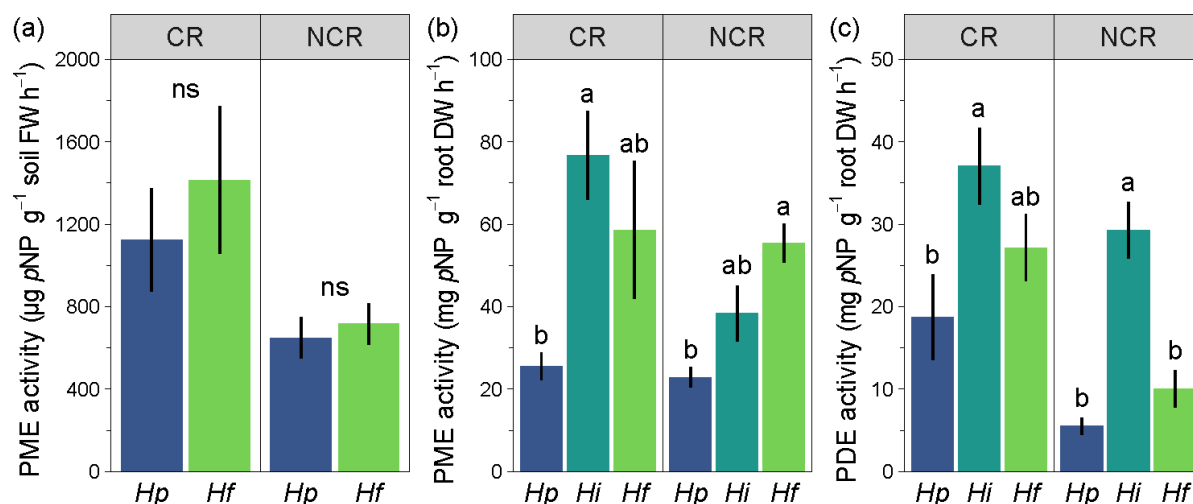 (a)
CR NCR
PME activity (µg pNP g⁻¹ soil FW h⁻¹)
2000
1600
1200
800
400
0
ns
ns
Hp Hf Hp Hf
(b)
CR NCR
PME activity (mg pNP g⁻¹ root DW h⁻¹)
100
80
60
40
20
0
b a ab
b ab a
Hp Hi Hf Hp Hi Hf
(c)
CR NCR
PDE activity (mg pNP g⁻¹ root DW h⁻¹)
50
40
30
20
10
0
b a ab
b a b
Hp Hi Hf Hp Hi Hf